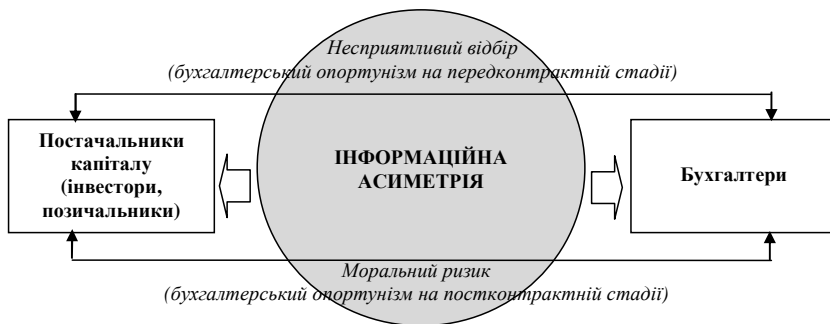 Несприятливий відбір
(бухгалтерський опортунізм на передконтрактній стадії)
Постачальники
капіталу
(інвестори,
позичальники)
ІНФОРМАЦІЙНА
АСИМЕТРІЯ
Бухгалтери
Моральний ризик
(бухгалтерський опортунізм на постконтрактній стадії)